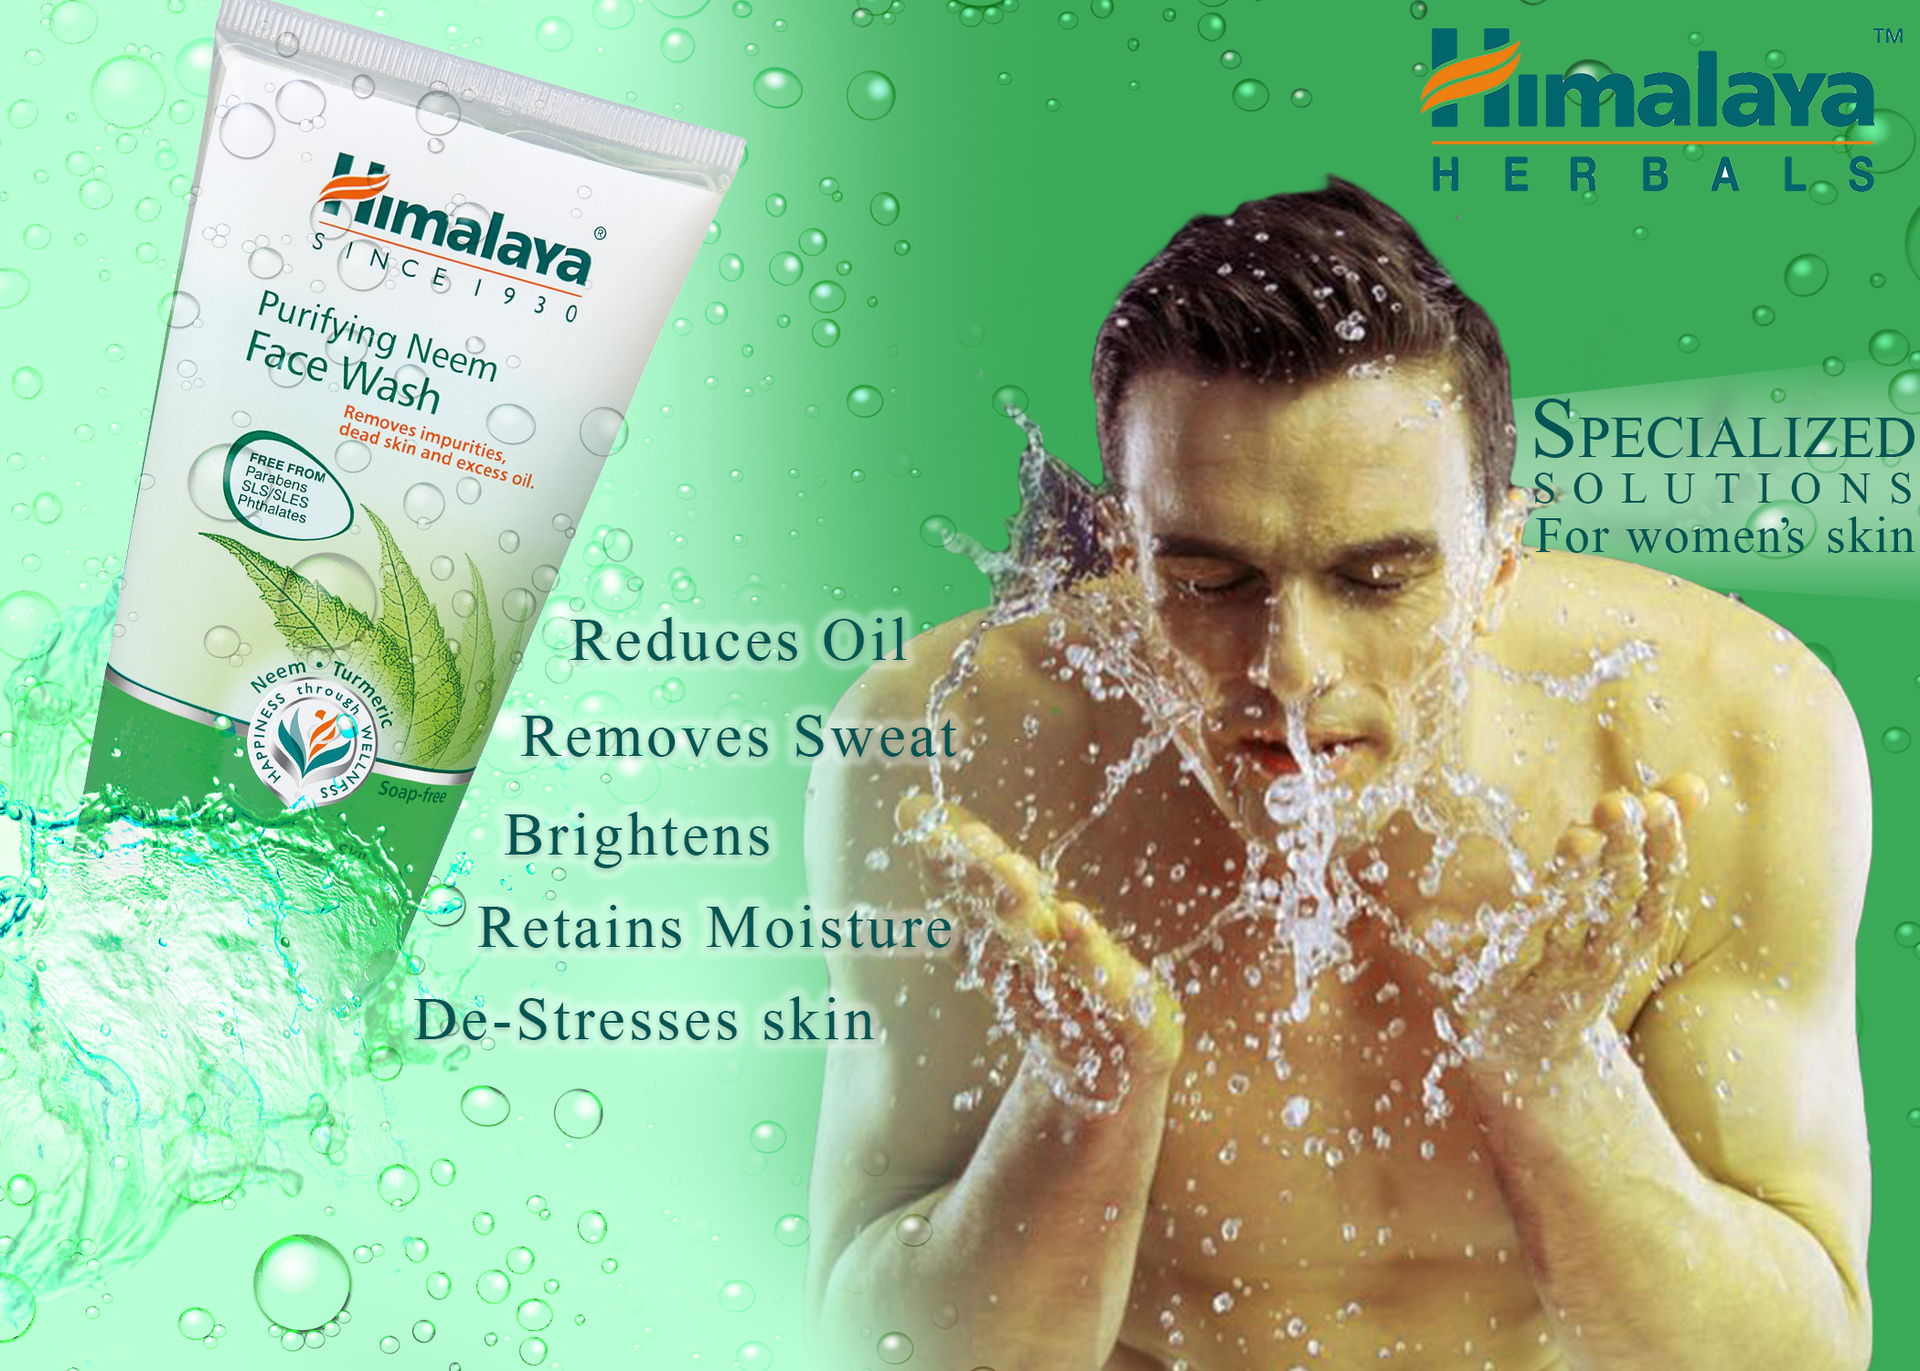 Himalaya ®
SINCE 1930
Purifying Neem
Face Wash
Removes impurities,
dead skin and excess oil.
FREE FROM
Parabens
SLS/SLES
Phthalates
Neem • Turmeric
HAPPINESS through WELLNESS
Soap-free
Himalaya ™
HERBALS
SPECIALIZED
SOLUTIONS
For women's skin
Reduces Oil
Removes Sweat
Brightens
Retains Moisture
De-Stresses skin